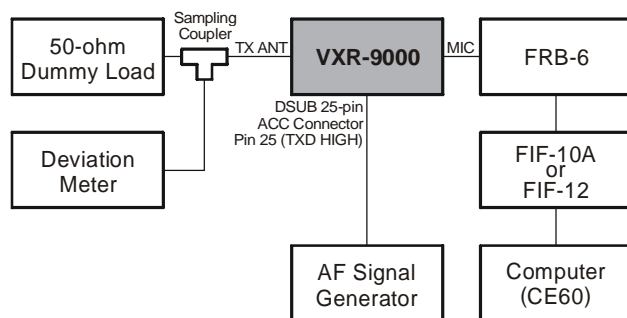 Sampling
Coupler
50-ohm
Dummy Load
TX ANT
VXR-9000
MIC
FRB-6
DSUB 25-pin
ACC Connector
Pin 25 (TXD HIGH)
Deviation
Meter
FIF-10A
or
FIF-12
AF Signal
Generator
Computer
(CE60)